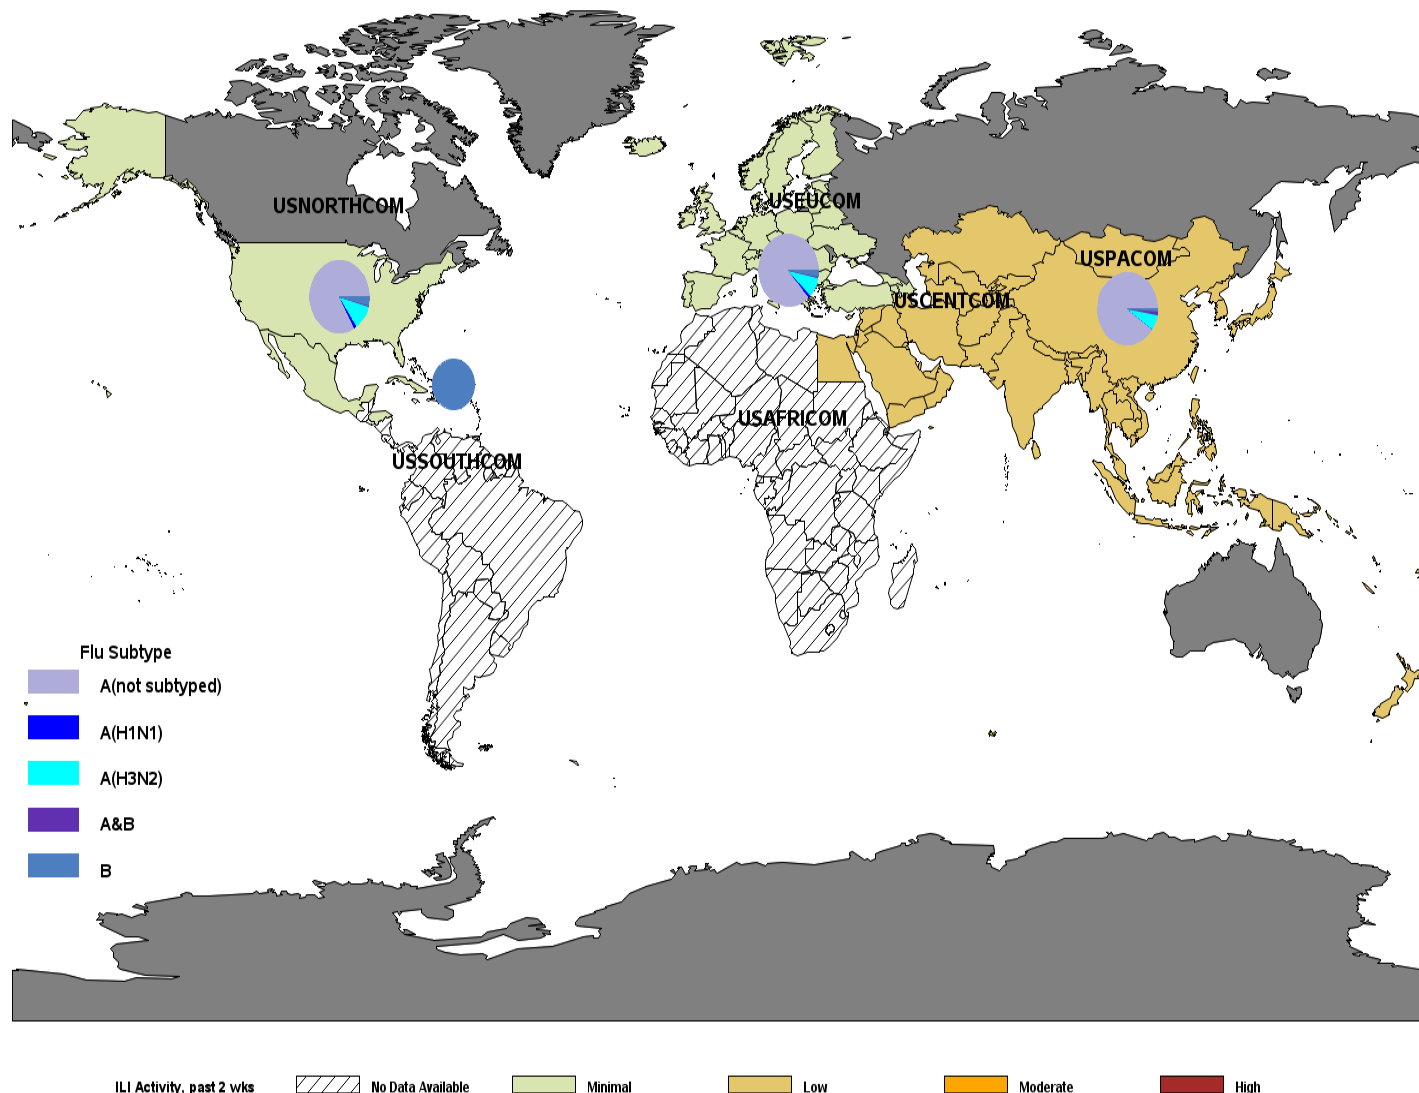 USNORTHCOM
USEUCOM
USPACOM
USCENTCOM
USAFRICOM
USSOUTHCOM
Flu Subtype
A(not subtyped)
A(H1N1)
A(H3N2)
A&B
B
ILI Activity, past 2 wks No Data Available Minimal Low Moderate High